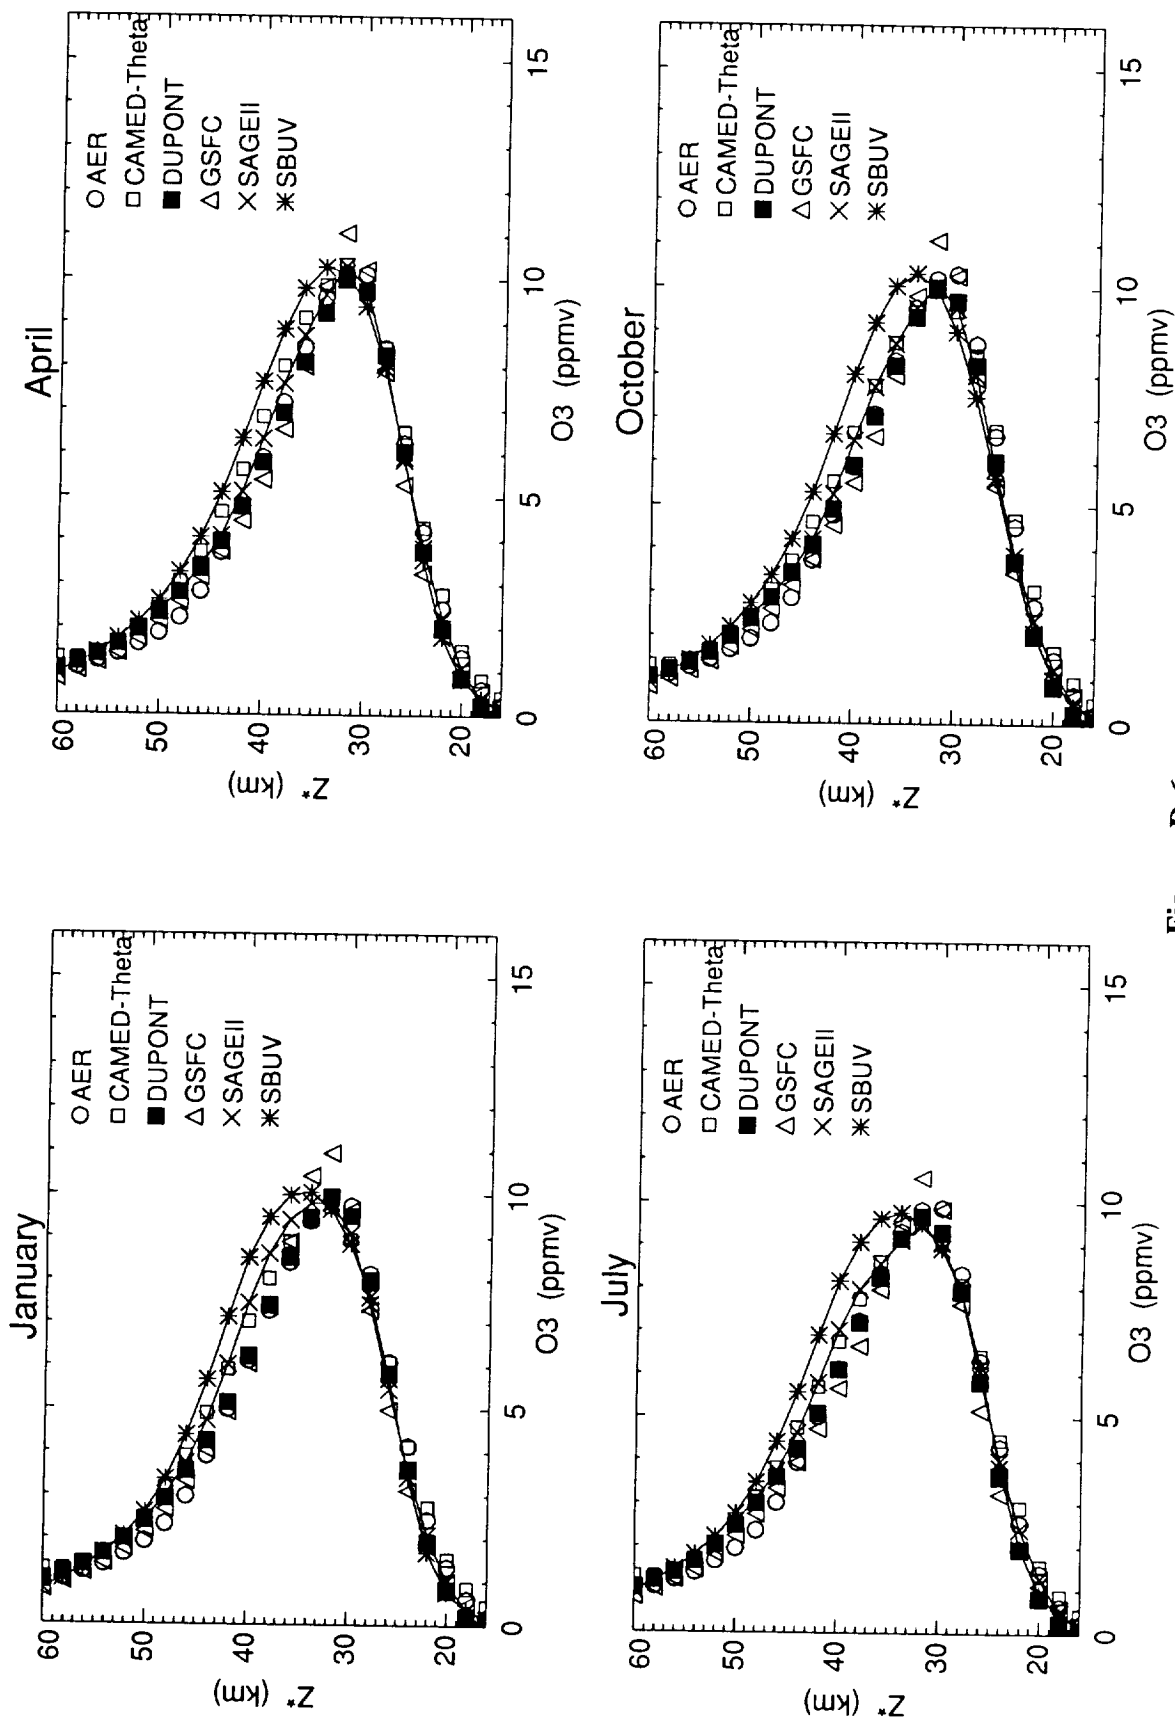 January
60
50
40
30
20
Z* (km)
0
5
10
15
O3 (ppmv)
AER
CAMED-Theta
DUPONT
GSFC
SAGEII
SBUV
April
60
50
40
30
20
Z* (km)
0
5
10
15
O3 (ppmv)
AER
CAMED-Theta
DUPONT
GSFC
SAGEII
SBUV
July
60
50
40
30
20
Z* (km)
0
5
10
15
O3 (ppmv)
AER
CAMED-Theta
DUPONT
GSFC
SAGEII
SBUV
October
60
50
40
30
20
Z* (km)
0
5
10
15
O3 (ppmv)
AER
CAMED-Theta
DUPONT
GSFC
SAGEII
SBUV